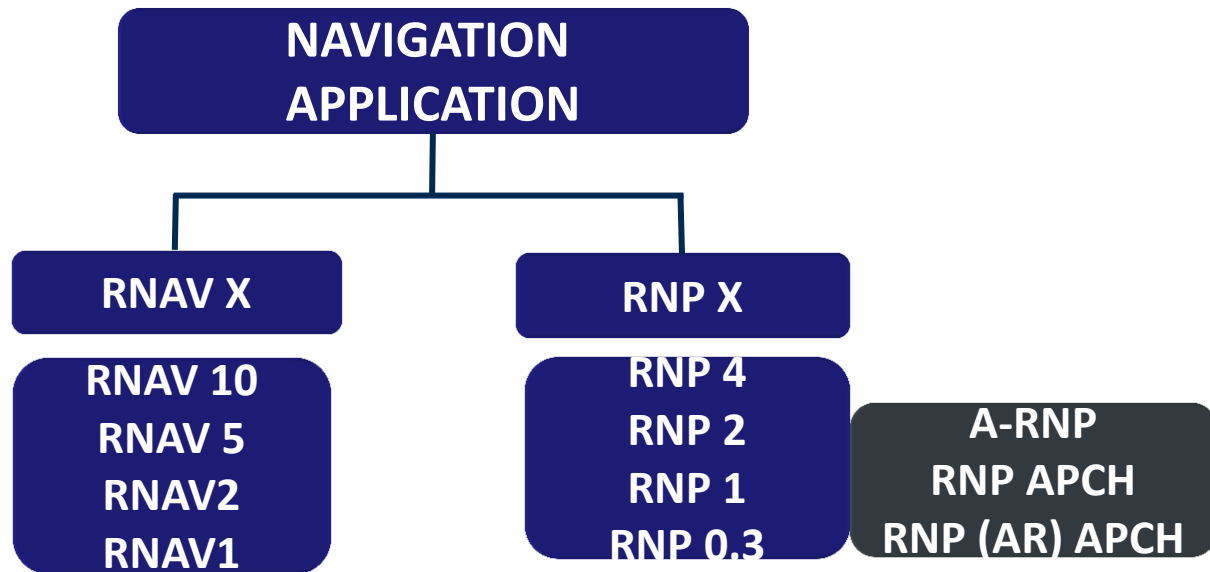 NAVIGATION
APPLICATION
RNAV X
RNP X
RNAV 10
RNAV 5
RNAV2
RNAV1
RNP 4
RNP 2
RNP 1
RNP 0.3
A-RNP
RNP APCH
RNP (AR) APCH